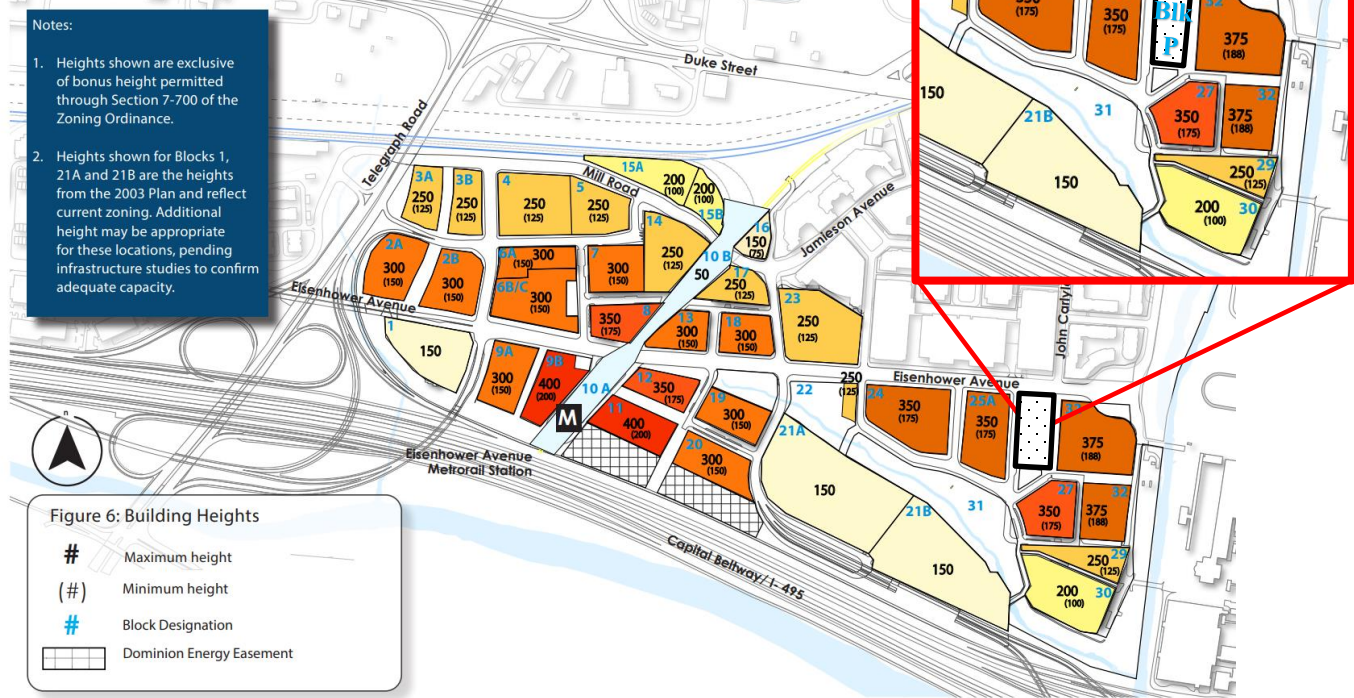 Notes:
1. Heights shown are exclusive
of bonus height permitted
through Section 7-700 of the
Zoning Ordinance.
2. Heights shown for Blocks 1,
21A and 21B are the heights
from the 2003 Plan and reflect
current zoning. Additional
height may be appropriate
for these locations, pending
infrastructure studies to confirm
adequate capacity.
Duke Street
Telegraph Road
Mill Road
Jamieson Avenue
Eisenhower Avenue
Eisenhower Avenue
John Carlyle
Eisenhower Avenue
Metrorail Station
Capital Beltway/ I- 495
M
n
3A
250
(125)
3B
250
(125)
4
250
(125)
5
250
(125)
15A
200
(100)
200
(100)
15B
14
250
(125)
16
150
(75)
10 B
50
17
250
(125)
2A
300
(150)
2B
300
(150)
6A
300
(150)
6B/C
300
(150)
7
300
(150)
8
350
(175)
13
300
(150)
18
300
(150)
23
250
(125)
1
150
9A
300
(150)
9B
400
(200)
10 A
12
350
(175)
11
400
(200)
19
300
(150)
20
300
(150)
22
250
(125)
24
350
(175)
25A
350
(175)
375
(188)
21A
150
21B
150
31
27
350
(175)
32
375
(188)
29
250
(125)
30
200
(100)
(175)
350
(175)
Blk
P
32
375
(188)
150
21B
150
31
27
350
(175)
32
375
(188)
29
250
(125)
200
(100)
30
Figure 6: Building Heights
# Maximum height
(#) Minimum height
# Block Designation
Dominion Energy Easement